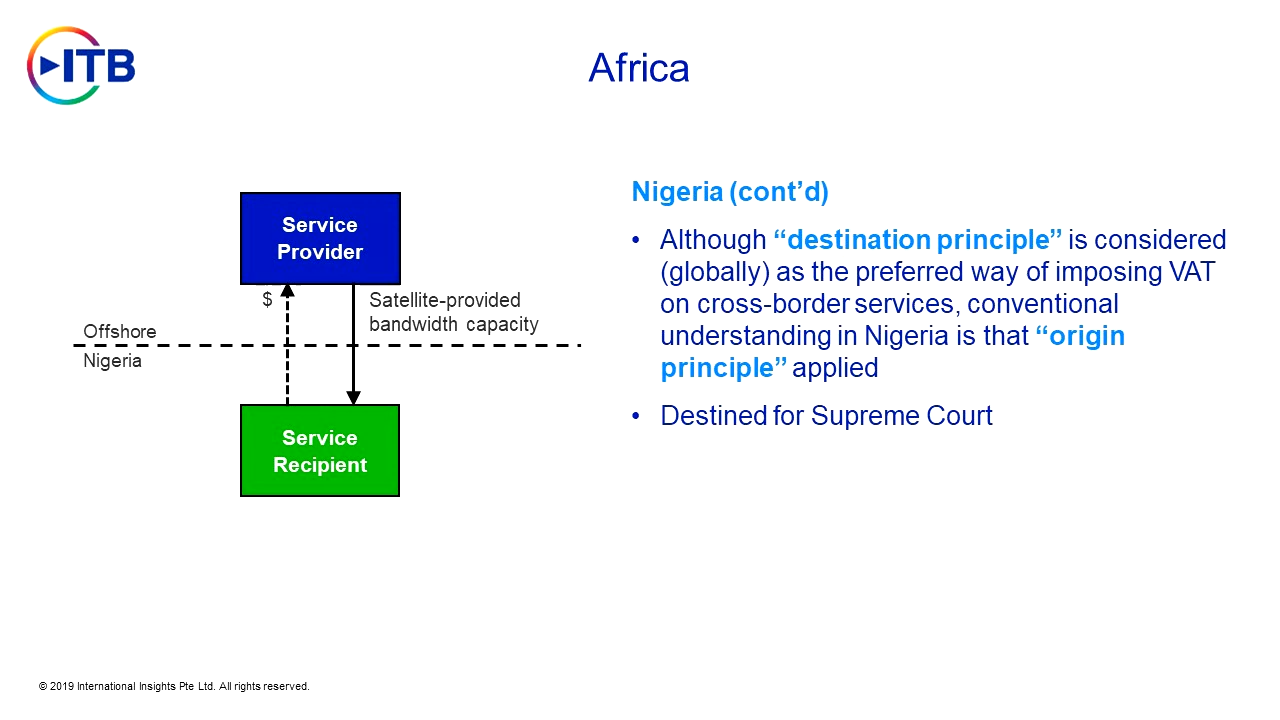 ITB
Africa
Service
Provider
$
Satellite-provided
bandwidth capacity
Offshore
Nigeria
Service
Recipient
Nigeria (cont’d)
• Although “destination principle” is considered
(globally) as the preferred way of imposing VAT
on cross-border services, conventional
understanding in Nigeria is that “origin
principle” applied
• Destined for Supreme Court
© 2019 International Insights Pte Ltd. All rights reserved.